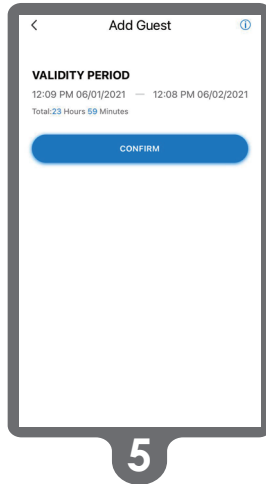 Add Guest
VALIDITY PERIOD
12:09 PM 06/01/2021 — 12:08 PM 06/02/2021
Total:23 Hours 59 Minutes
CONFIRM
5